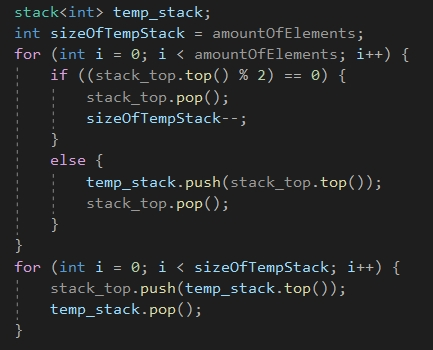 stack<int> temp_stack;
int sizeOfTempStack = amountOfElements;
for (int i = 0; i < amountOfElements; i++) {
    if ((stack_top.top() % 2) == 0) {
        stack_top.pop();
        sizeOfTempStack--;
    }
    else {
        temp_stack.push(stack_top.top());
        stack_top.pop();
    }
}
for (int i = 0; i < sizeOfTempStack; i++) {
    stack_top.push(temp_stack.top());
    temp_stack.pop();
}